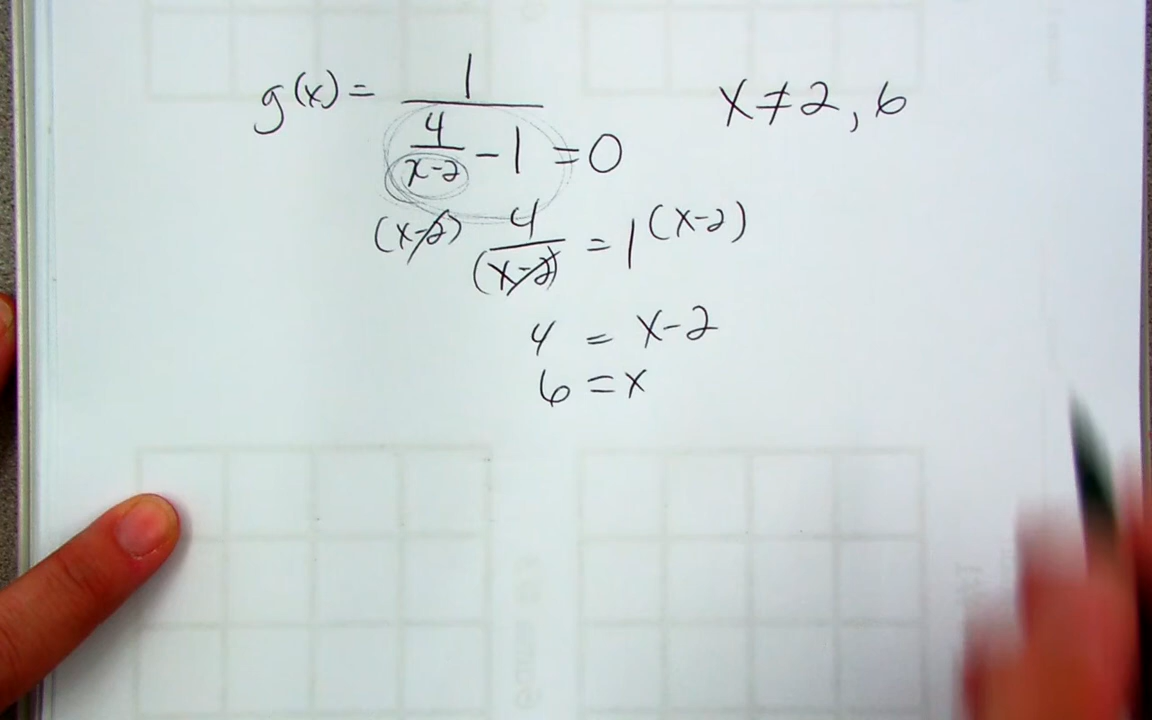 g(x) = 1 / (4/(x-2) - 1) = 0
x ≠ 2, 6
(x-2) 4/(x-2) = 1 (x-2)
4 = x-2
6 = x